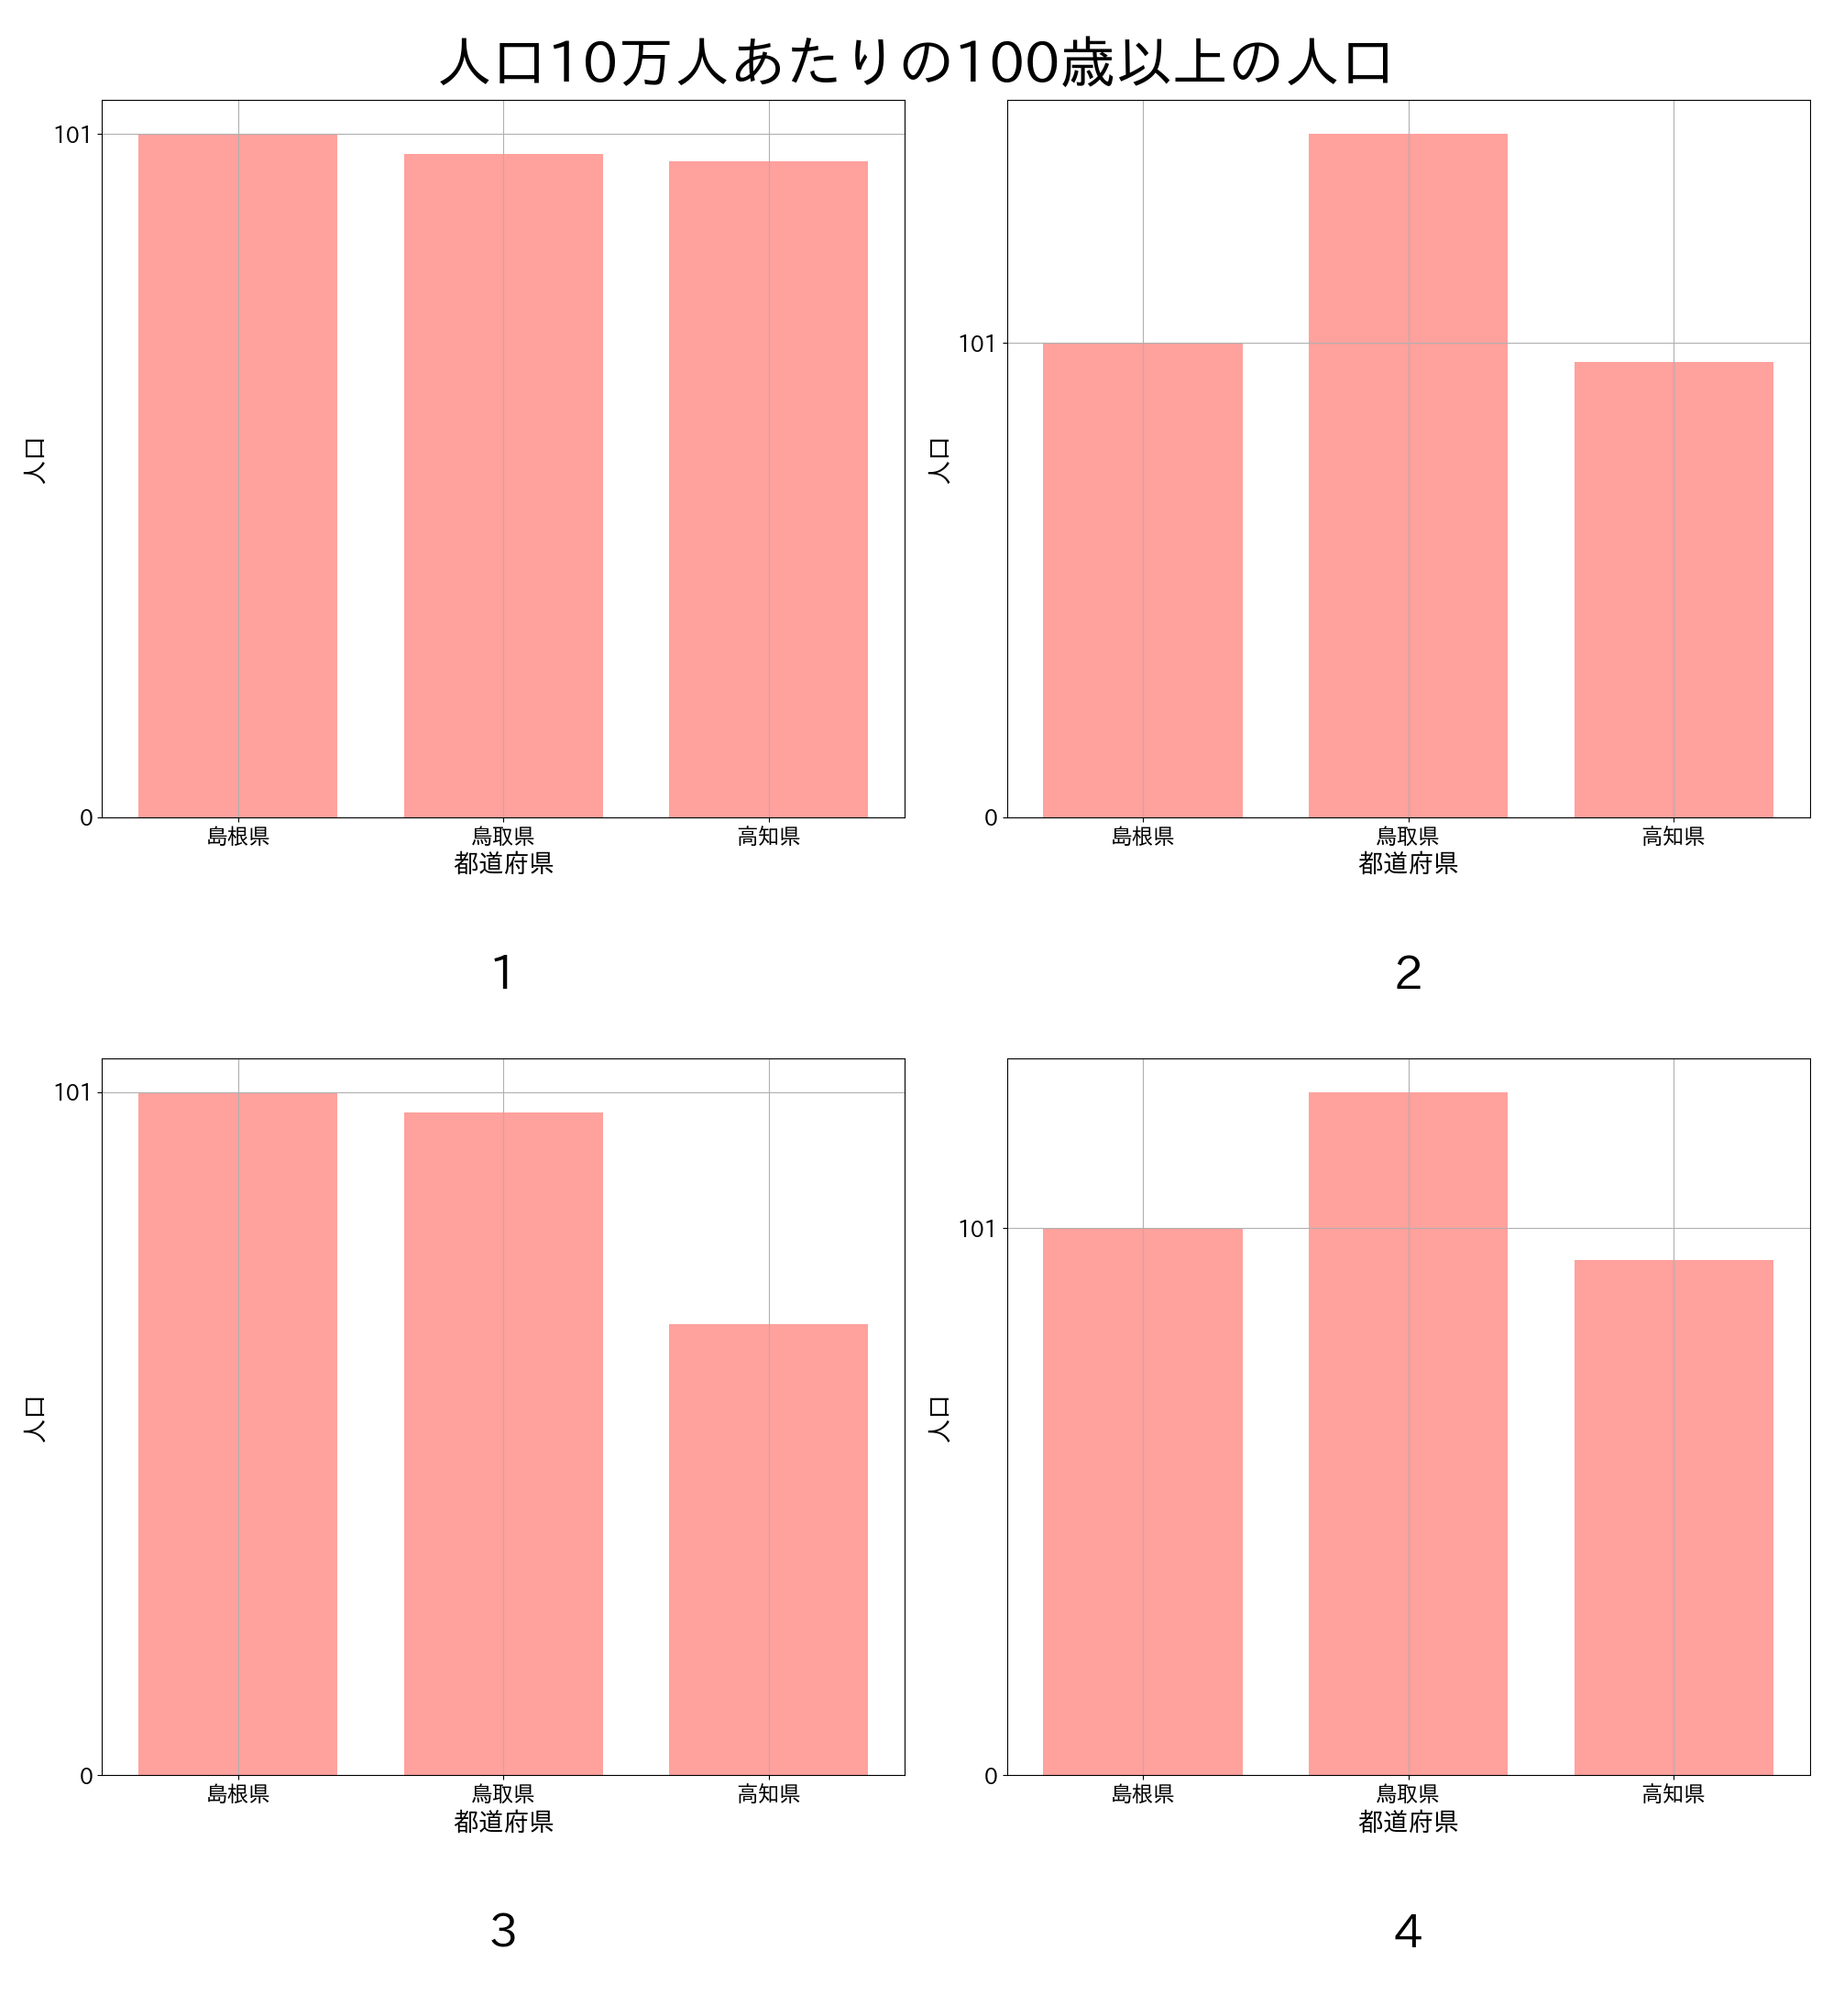 人口10万人あたりの100歳以上の人口
101
人口
0
島根県 鳥取県 高知県
都道府県
1
101
人口
0
島根県 鳥取県 高知県
都道府県
2
101
人口
0
島根県 鳥取県 高知県
都道府県
3
101
人口
0
島根県 鳥取県 高知県
都道府県
4